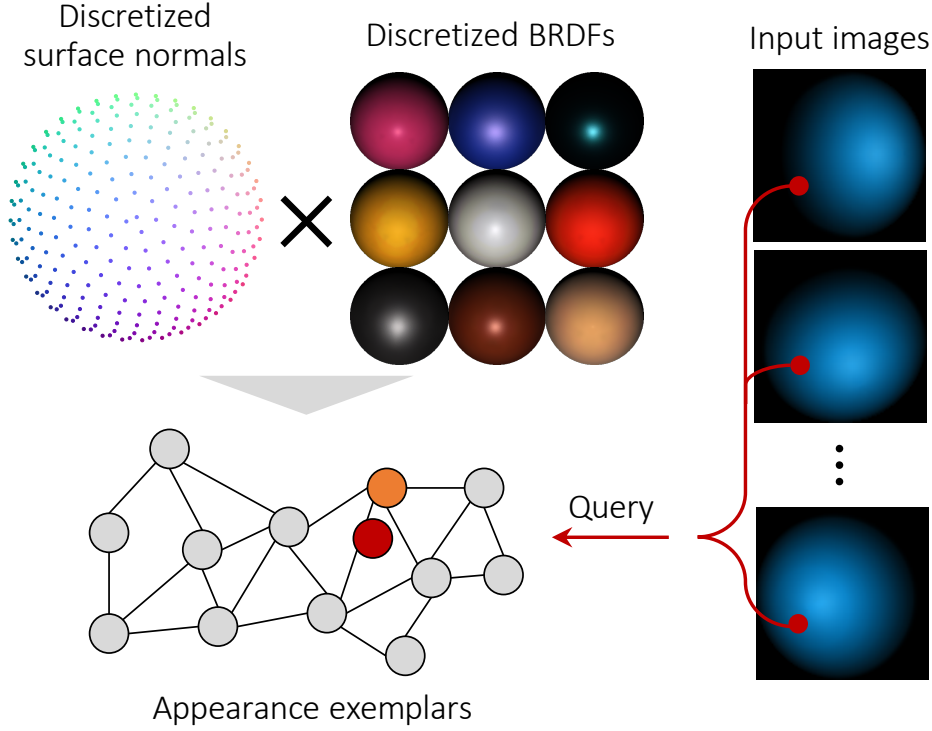 Discretized
surface normals
Discretized BRDFs
Input images
Query
Appearance exemplars